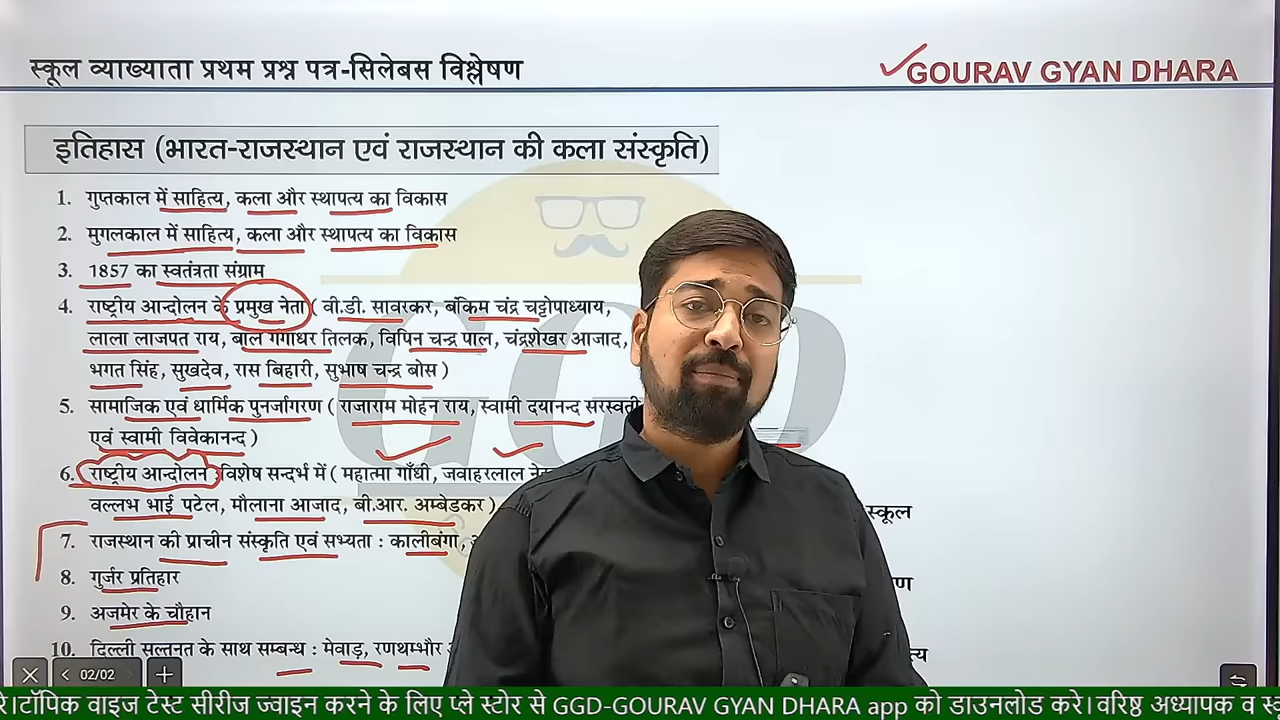 स्कूल व्याख्याता प्रथम प्रश्न पत्र-सिलेबस विश्लेषण
GOURAV GYAN DHARA
इतिहास (भारत-राजस्थान एवं राजस्थान की कला संस्कृति)
1. गुप्तकाल में साहित्य, कला और स्थापत्य का विकास
2. मुगलकाल में साहित्य, कला और स्थापत्य का विकास
3. 1857 का स्वतंत्रता संग्राम
4. राष्ट्रीय आन्दोलन के प्रमुख नेता ( वी.डी. सावरकर, बंकिम चंद्र चट्टोपाध्याय,
लाला लाजपत राय, बाल गंगाधर तिलक, विपिन चन्द्र पाल, चंद्रशेखर आजाद,
भगत सिंह, सुखदेव, रास बिहारी, सुभाष चन्द्र बोस )
5. सामाजिक एवं धार्मिक पुनर्जागरण ( राजाराम मोहन राय, स्वामी दयानन्द सरस्वती
एवं स्वामी विवेकानन्द )
6. राष्ट्रीय आन्दोलन विशेष सन्दर्भ में ( महात्मा गाँधी, जवाहरलाल
वल्लभ भाई पटेल, मौलाना आजाद, बी.आर. अम्बेडकर )
स्कूल
7. राजस्थान की प्राचीन संस्कृति एवं सभ्यता : कालीबंगा,
8. गुर्जर प्रतिहार
9. अजमेर के चौहान
10. दिल्ली सल्तनत के साथ सम्बन्ध : मेवाड़, रणथम्भौर
02/02
GGD
रे।टॉपिक वाइज टेस्ट सीरीज ज्वाइन करने के लिए प्ले स्टोर से GGD-GOURAV GYAN DHARA app को डाउनलोड करे।वरिष्ठ अध्यापक व